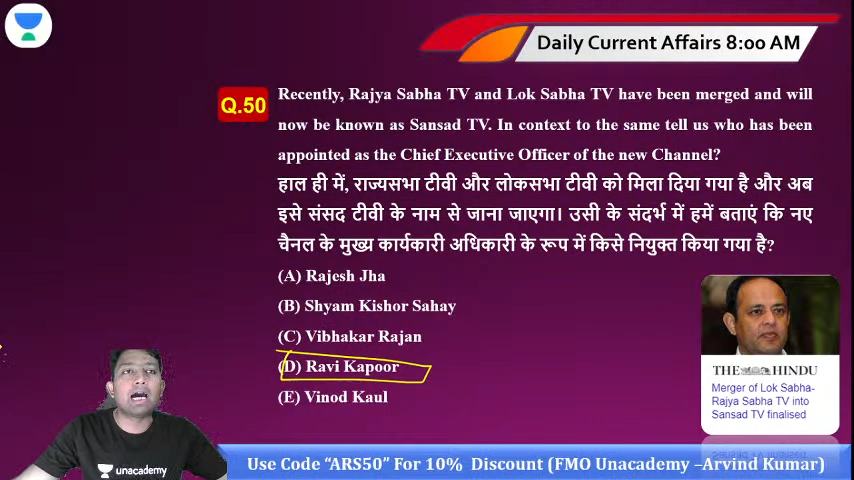 Daily Current Affairs 8:00 AM
Q.50
Recently, Rajya Sabha TV and Lok Sabha TV have been merged and will
now be known as Sansad TV. In context to the same tell us who has been
appointed as the Chief Executive Officer of the new Channel?
हाल ही में, राज्यसभा टीवी और लोकसभा टीवी को मिला दिया गया है और अब
इसे संसद टीवी के नाम से जाना जाएगा। उसी के संदर्भ में हमें बताएं कि नए
चैनल के मुख्य कार्यकारी अधिकारी के रूप में किसे नियुक्त किया गया है?
(A) Rajesh Jha
(B) Shyam Kishor Sahay
(C) Vibhakar Rajan
(D) Ravi Kapoor
(E) Vinod Kaul
THE HINDU
Merger of Lok Sabha-
Rajya Sabha TV into
Sansad TV finalised
unacademy
Use Code “ARS50” For 10% Discount (FMO Unacademy –Arvind Kumar)